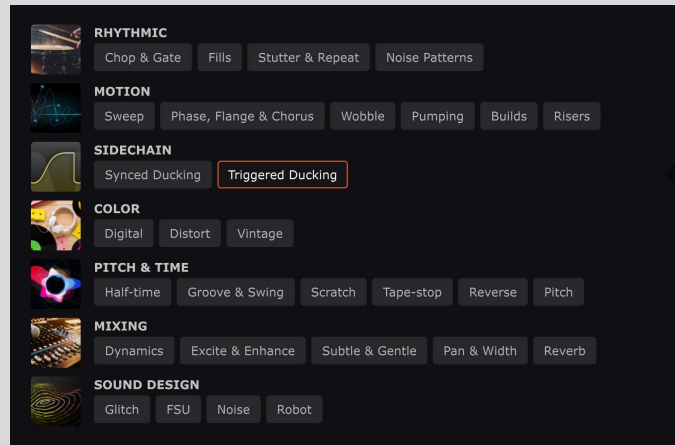 RHYTHMIC
Chop & Gate Fills Stutter & Repeat Noise Patterns
MOTION
Sweep Phase, Flange & Chorus Wobble Pumping Builds Risers
SIDECHAIN
Synced Ducking Triggered Ducking
COLOR
Digital Distort Vintage
PITCH & TIME
Half-time Groove & Swing Scratch Tape-stop Reverse Pitch
MIXING
Dynamics Excite & Enhance Subtle & Gentle Pan & Width Reverb
SOUND DESIGN
Glitch FSU Noise Robot